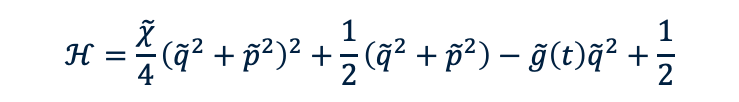 ℋ = χ̃/4 (q̃² + p̃²)² + 1/2 (q̃² + p̃²) − g̃(t)q̃² + 1/2